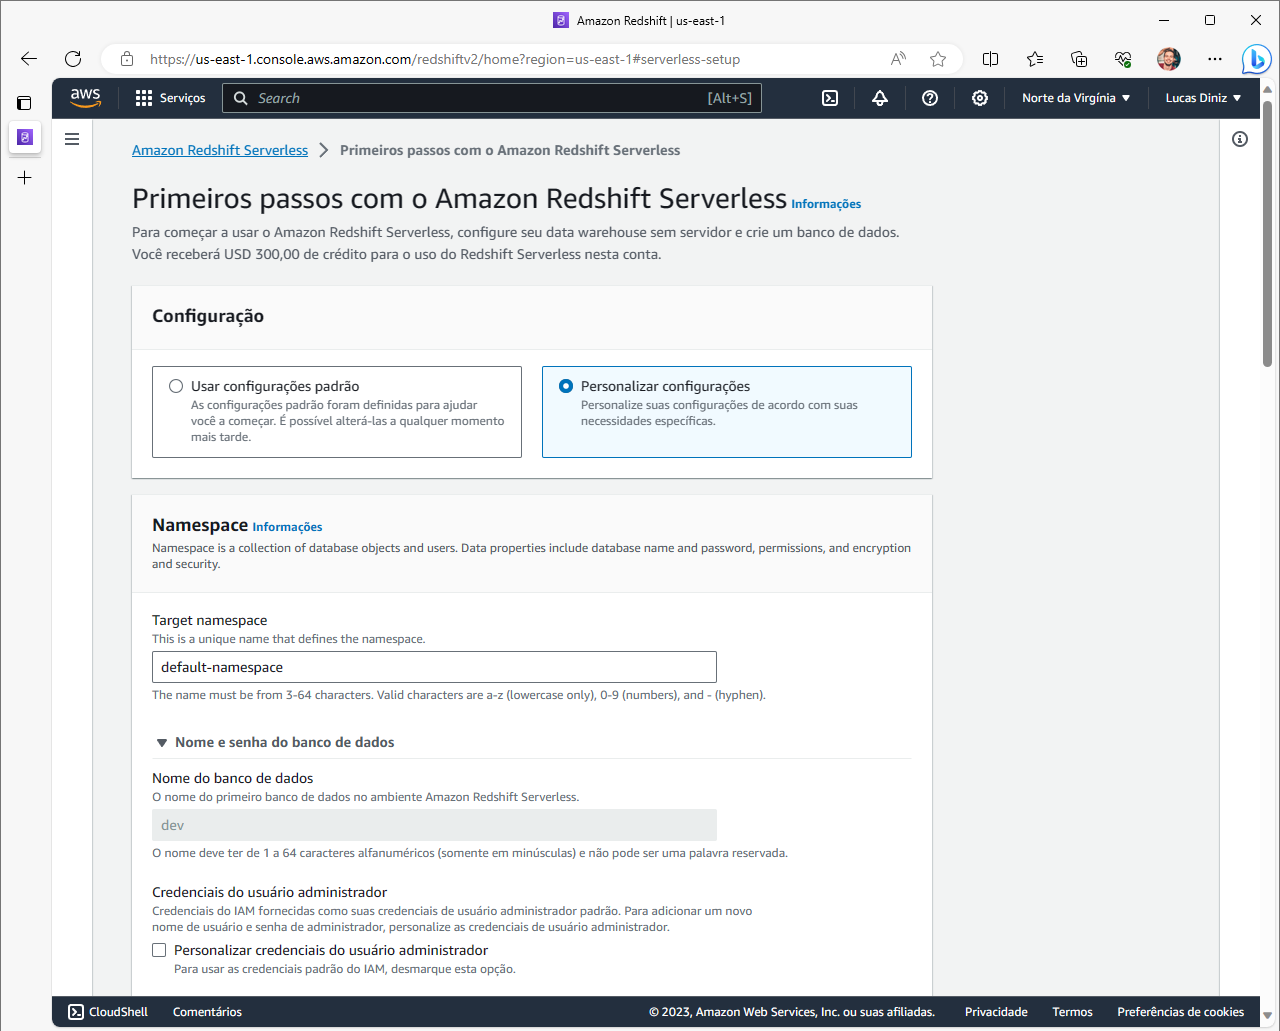 Amazon Redshift | us-east-1
https://us-east-1.console.aws.amazon.com/redshiftv2/home?region=us-east-1#serverless-setup
aws
Serviços
Search
[Alt+S]
Norte da Virgínia
Lucas Diniz
Amazon Redshift Serverless > Primeiros passos com o Amazon Redshift Serverless
Primeiros passos com o Amazon Redshift Serverless Informações
Para começar a usar o Amazon Redshift Serverless, configure seu data warehouse sem servidor e crie um banco de dados.
Você receberá USD 300,00 de crédito para o uso do Redshift Serverless nesta conta.
Configuração
Usar configurações padrão
As configurações padrão foram definidas para ajudar
você a começar. É possível alterá-las a qualquer momento
mais tarde.
Personalizar configurações
Personalize suas configurações de acordo com suas
necessidades específicas.
Namespace Informações
Namespace is a collection of database objects and users. Data properties include database name and password, permissions, and encryption
and security.
Target namespace
This is a unique name that defines the namespace.
default-namespace
The name must be from 3-64 characters. Valid characters are a-z (lowercase only), 0-9 (numbers), and - (hyphen).
Nome e senha do banco de dados
Nome do banco de dados
O nome do primeiro banco de dados no ambiente Amazon Redshift Serverless.
dev
O nome deve ter de 1 a 64 caracteres alfanuméricos (somente em minúsculas) e não pode ser uma palavra reservada.
Credenciais do usuário administrador
Credenciais do IAM fornecidas como suas credenciais de usuário administrador padrão. Para adicionar um novo
nome de usuário e senha de administrador, personalize as credenciais de usuário administrador.
Personalizar credenciais do usuário administrador
Para usar as credenciais padrão do IAM, desmarque esta opção.
CloudShell
Comentários
© 2023, Amazon Web Services, Inc. ou suas afiliadas.
Privacidade
Termos
Preferências de cookies